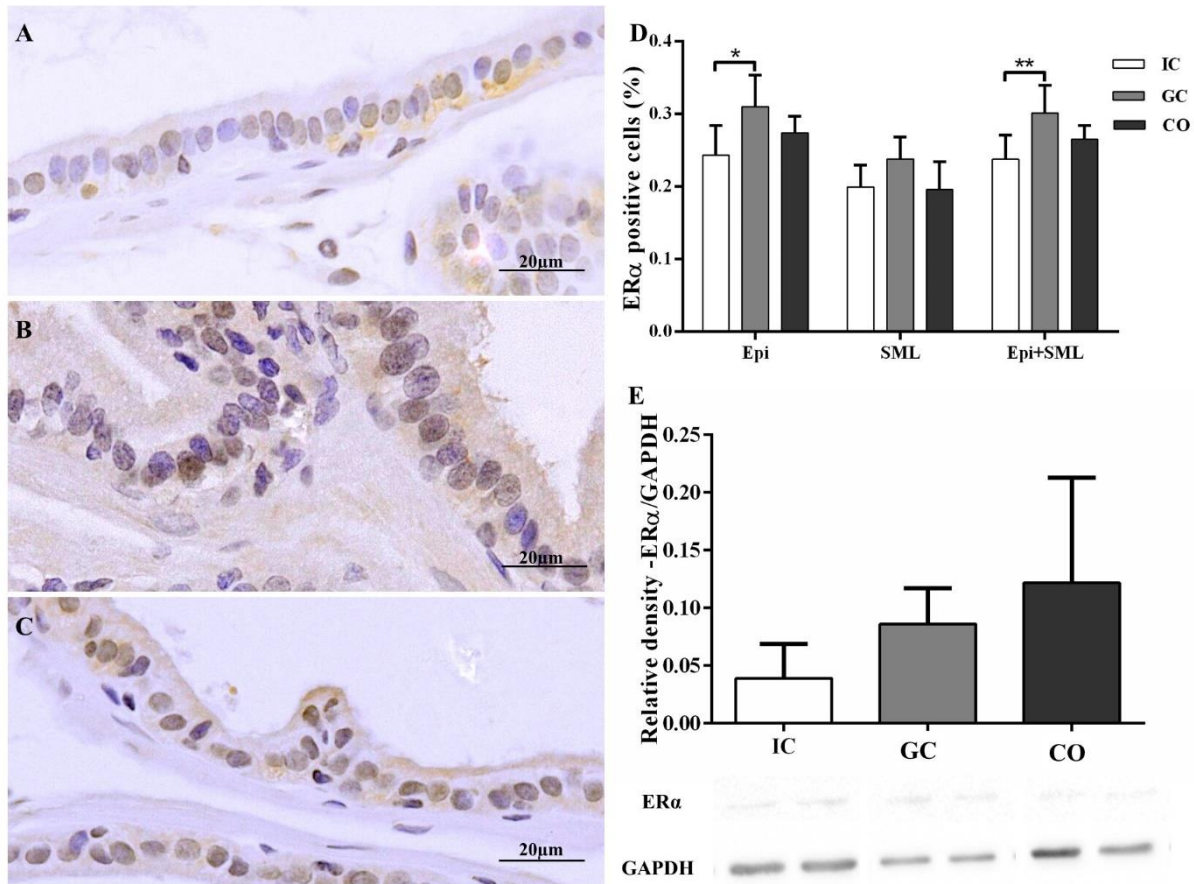 A
20µm
B
20µm
C
20µm
D
ERα positive cells (%)
0.4
0.3
0.2
0.1
0.0
*
**
Epi
SML
Epi+SML
IC
GC
CO
E
Relative density -ERα/GAPDH
0.25
0.20
0.15
0.10
0.05
0.00
IC
GC
CO
ERα
GAPDH